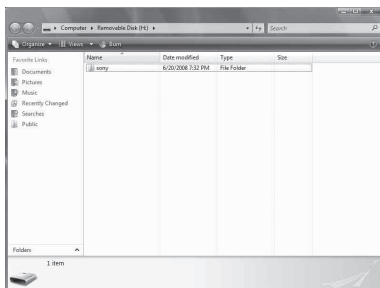 Computer ▸ Removable Disk (H:) ▸ Search
Organize Views Burn
Favorite Links
Documents
Pictures
Music
Recently Changed
Searches
Public
Folders
Name Date modified Type Size
sony 6/20/2008 7:32 PM File Folder
1 item